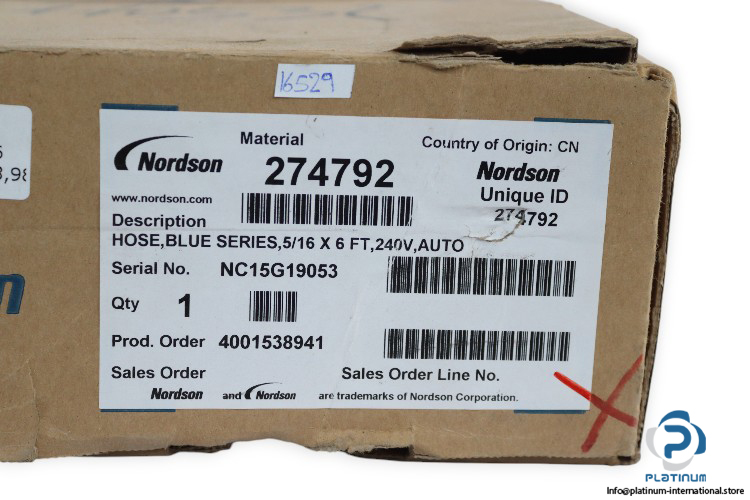 16529
Nordson
Material
274792
Country of Origin: CN
Nordson
Unique ID
274792
www.nordson.com
Description
HOSE,BLUE SERIES,5/16 X 6 FT,240V,AUTO
Serial No. NC15G19053
Qty 1
Prod. Order 4001538941
Sales Order
Sales Order Line No.
Nordson and Nordson are trademarks of Nordson Corporation.
PLATINUM
Info@platinum-international.store